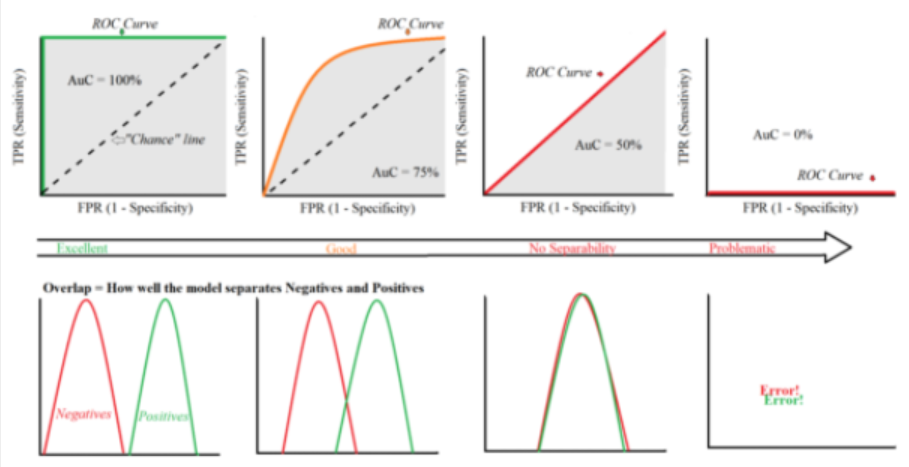 ROC Curve
TPR (Sensitivity)
AuC = 100%
"Chance" line
FPR (1 - Specificity)
ROC Curve
TPR (Sensitivity)
AuC = 75%
FPR (1 - Specificity)
ROC Curve
TPR (Sensitivity)
AuC = 50%
FPR (1 - Specificity)
TPR (Sensitivity)
AuC = 0%
ROC Curve
FPR (1 - Specificity)
Excellent
Good
No Separability
Problematic
Overlap = How well the model separates Negatives and Positives
Negatives
Positives
Error!
Error!